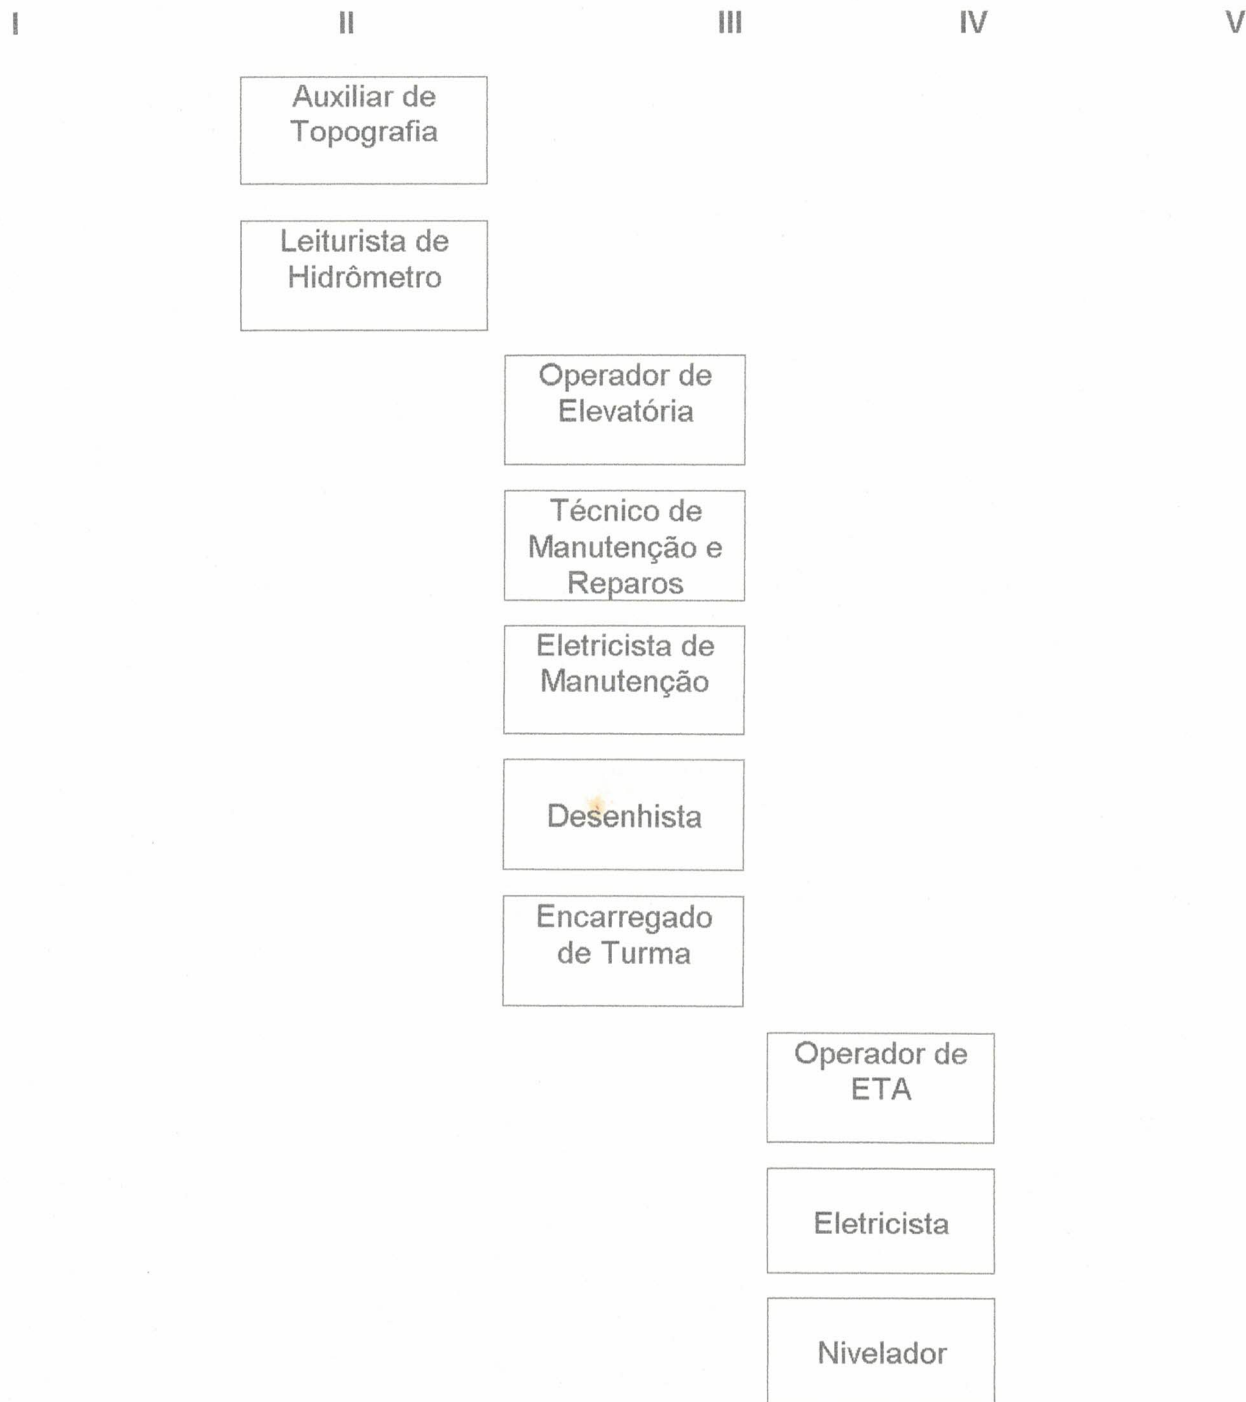 I II III IV V
Auxiliar de
Topografia
Leiturista de
Hidrômetro
Operador de
Elevatória
Técnico de
Manutenção e
Reparos
Eletricista de
Manutenção
Desenhista
Encarregado
de Turma
Operador de
ETA
Eletricista
Nivelador